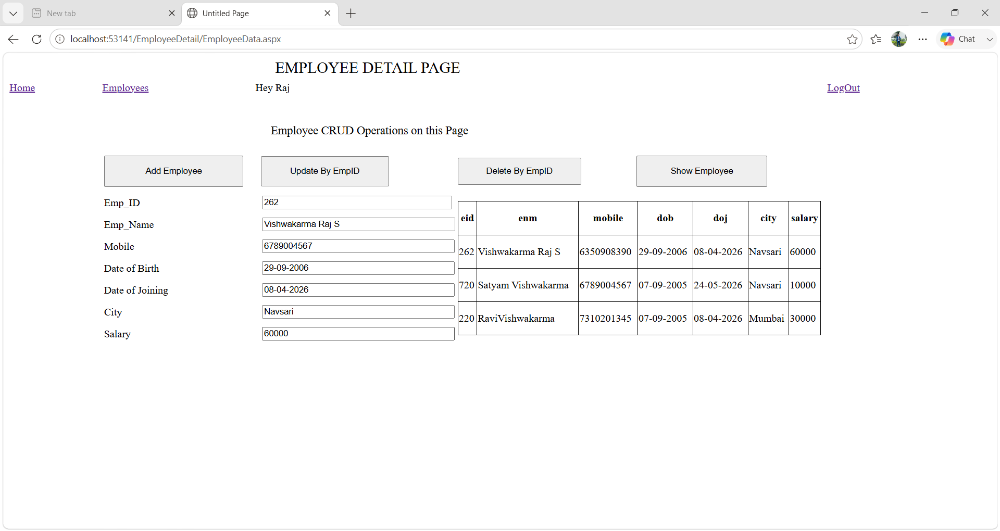 New tab
Untitled Page
localhost:53141/EmployeeDetail/EmployeeData.aspx
Chat
EMPLOYEE DETAIL PAGE
Home Employees Hey Raj LogOut
Employee CRUD Operations on this Page
Add Employee Update By EmpID Delete By EmpID Show Employee
Emp_ID 262
Emp_Name Vishwakarma Raj S
Mobile 6789004567
Date of Birth 29-09-2006
Date of Joining 08-04-2026
City Navsari
Salary 60000
eid enm mobile dob doj city salary
262 Vishwakarma Raj S 6350908390 29-09-2006 08-04-2026 Navsari 60000
720 Satyam Vishwakarma 6789004567 07-09-2005 24-05-2026 Navsari 10000
220 RaviVishwakarma 7310201345 07-09-2005 08-04-2026 Mumbai 30000